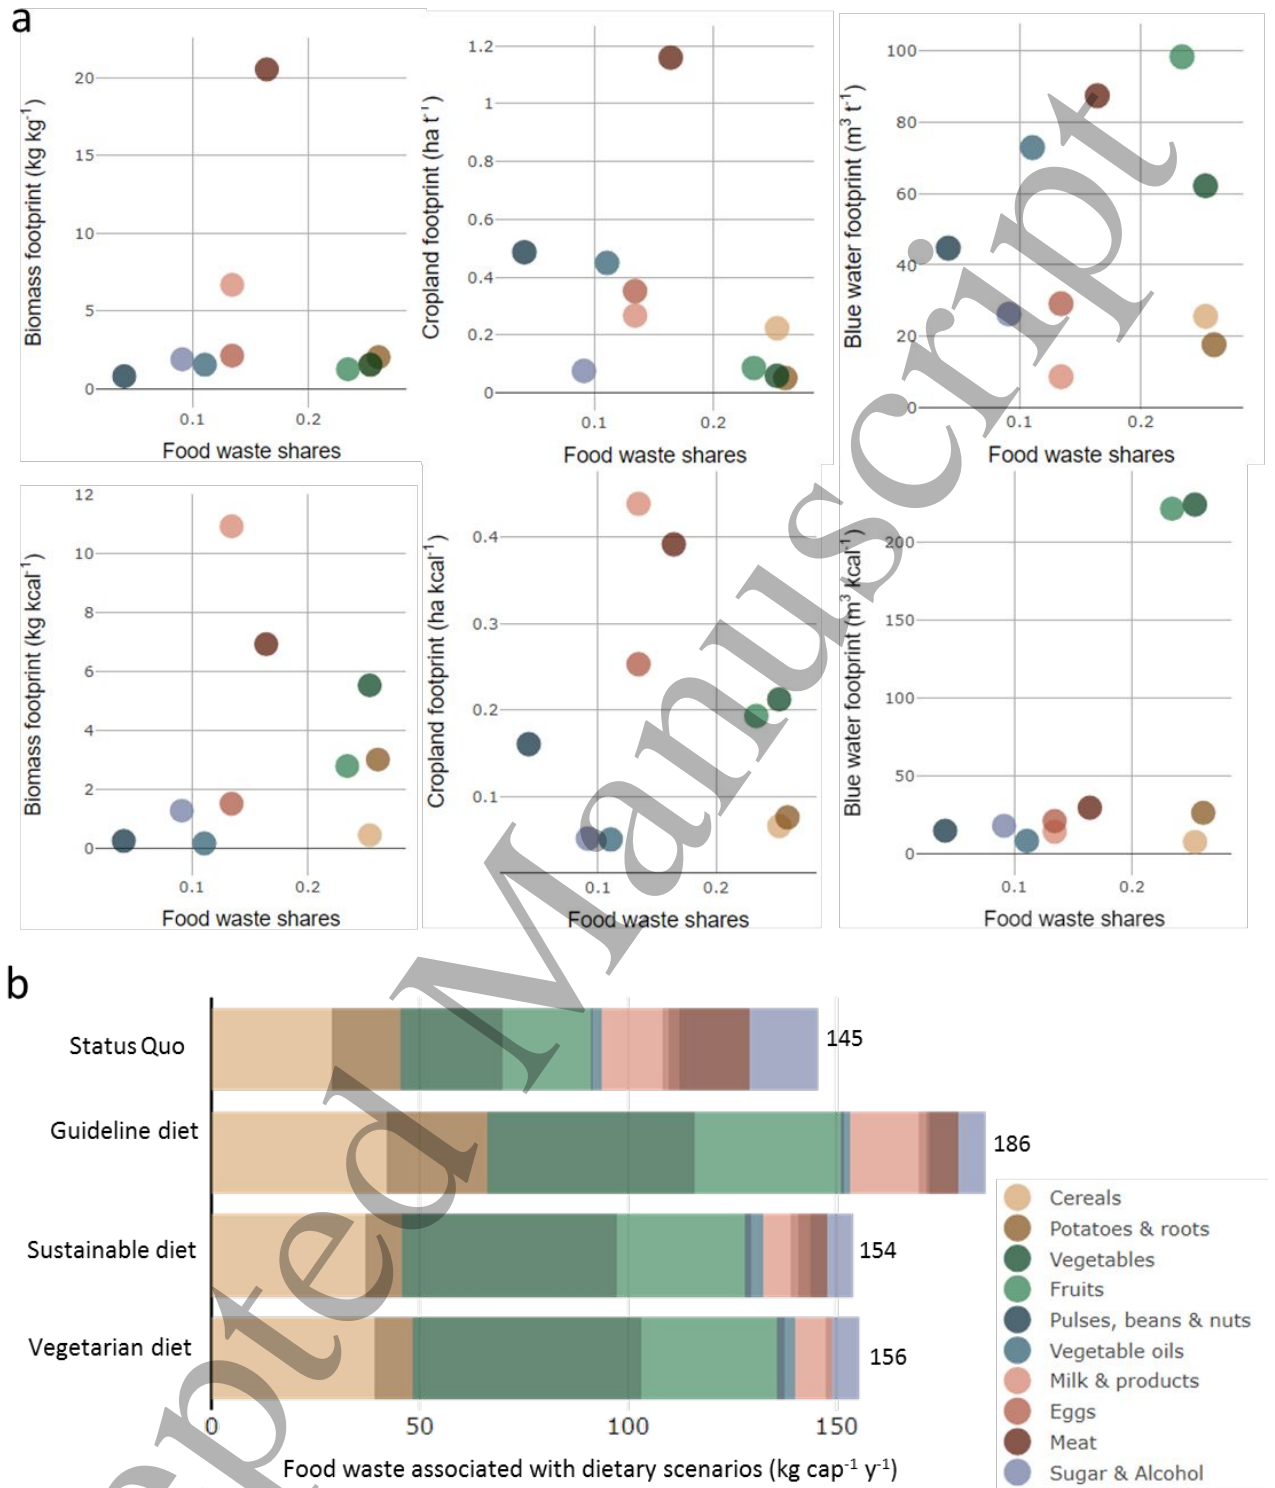 a
Biomass footprint (kg kg⁻¹)
20
15
10
5
0
0.1
0.2
Food waste shares
Cropland footprint (ha t⁻¹)
1.2
1
0.8
0.6
0.4
0.2
0
0.1
0.2
Food waste shares
Blue water footprint (m³ t⁻¹)
100
80
60
40
20
0
0.1
0.2
Food waste shares
Biomass footprint (kg kcal⁻¹)
12
10
8
6
4
2
0
0.1
0.2
Food waste shares
Cropland footprint (ha kcal⁻¹)
0.4
0.3
0.2
0.1
0.1
0.2
Food waste shares
Blue water footprint (m³ kcal⁻¹)
200
150
100
50
0
0.1
0.2
Food waste shares
b
Status Quo
145
Guideline diet
186
Sustainable diet
154
Vegetarian diet
156
0
50
100
150
Food waste associated with dietary scenarios (kg cap⁻¹ y⁻¹)
Cereals
Potatoes & roots
Vegetables
Fruits
Pulses, beans & nuts
Vegetable oils
Milk & products
Eggs
Meat
Sugar & Alcohol
pted Manuscript